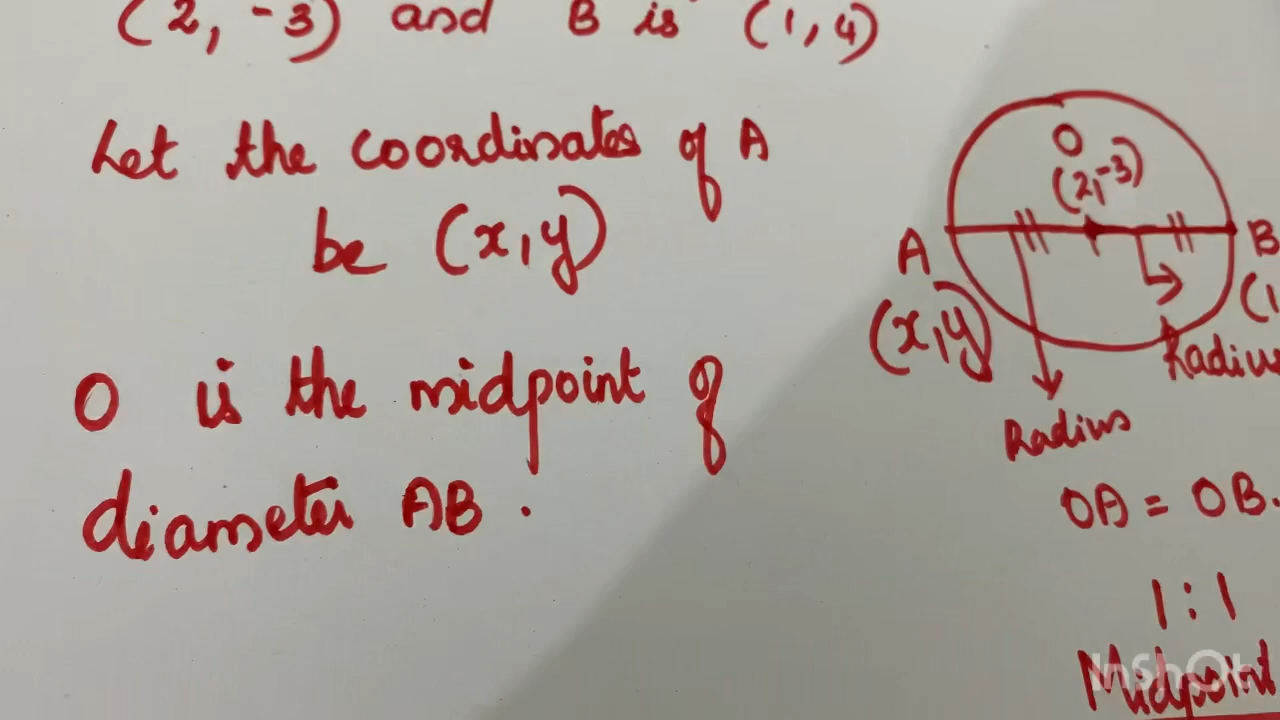 (2, -3) and B is (1, 4)
Let the coordinates of A
be (x, y)
O is the midpoint of
diameter AB.
O
(2, -3)
A
B
(x, y)
(1
Radius
Radius
OA = OB.
1 : 1
Midpoint
InShOt